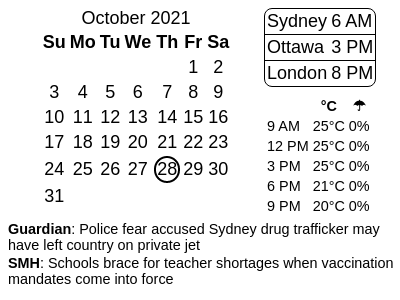 October 2021
Su Mo Tu We Th Fr Sa
1 2
3 4 5 6 7 8 9
10 11 12 13 14 15 16
17 18 19 20 21 22 23
24 25 26 27 28 29 30
31
Sydney 6 AM
Ottawa 3 PM
London 8 PM
°C ☂
9 AM 25°C 0%
12 PM 25°C 0%
3 PM 25°C 0%
6 PM 21°C 0%
9 PM 20°C 0%
Guardian: Police fear accused Sydney drug trafficker may
have left country on private jet
SMH: Schools brace for teacher shortages when vaccination
mandates come into force